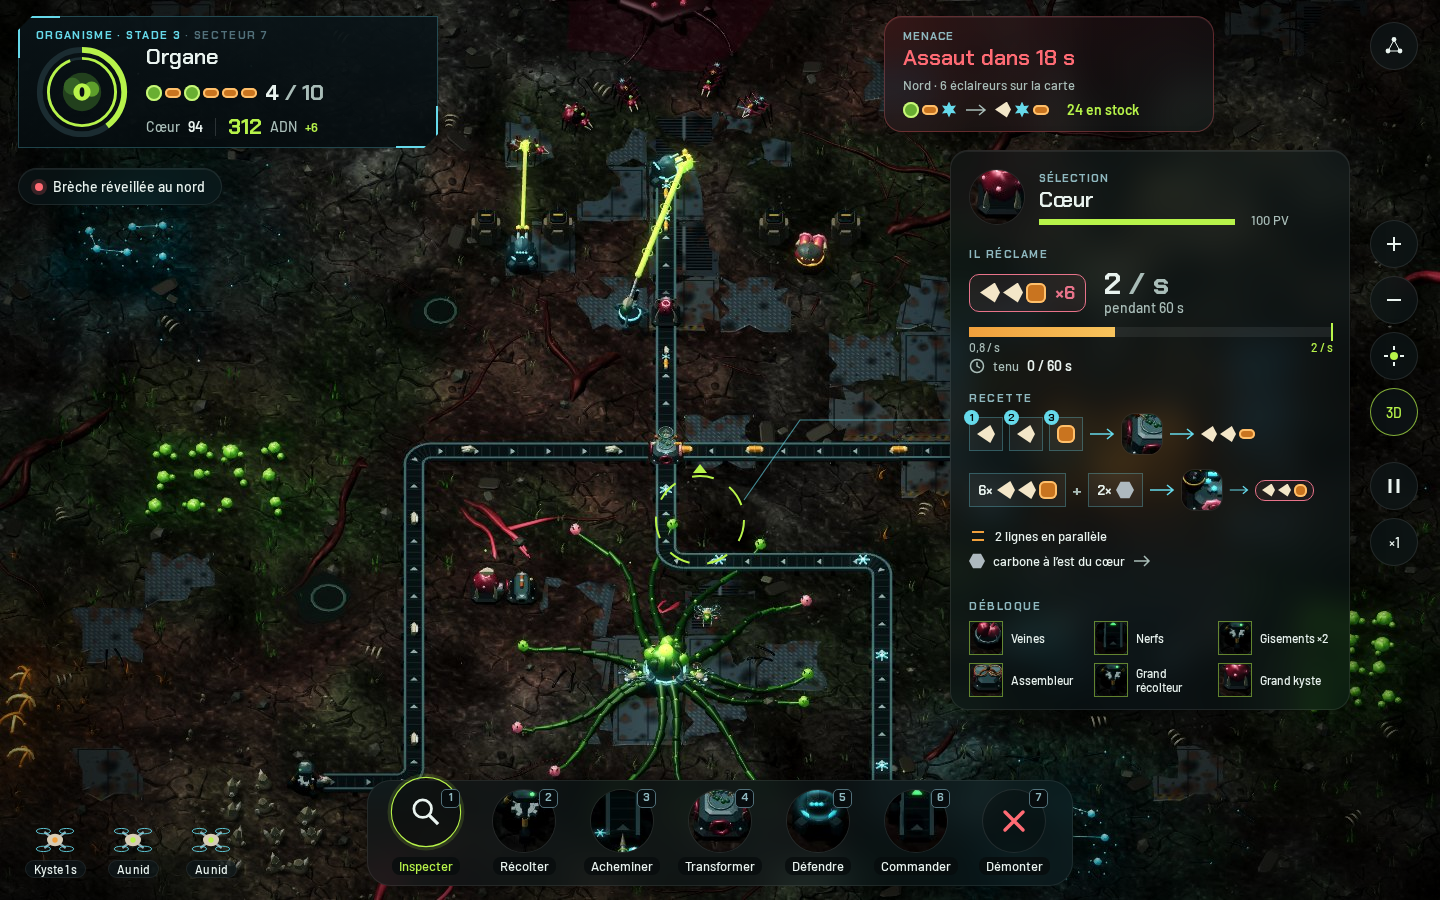 ORGANISME · STADE 3 · SECTEUR 7
Organe
4 / 10
Cœur 94
312 ADN +6
Brèche réveillée au nord
MENACE
Assaut dans 18 s
Nord · 6 éclaireurs sur la carte
24 en stock
SÉLECTION
Cœur
100 PV
IL RÉCLAME
×6
2 / s
pendant 60 s
0,8 / s
2 / s
tenu 0 / 60 s
RECETTE
1 2 3
6× + 2×
2 lignes en parallèle
carbone à l'est du cœur
DÉBLOQUE
Veines
Nerfs
Gisements ×2
Assembleur
Grand
récolteur
Grand kyste
+
−
3D
×1
Kyste 1 s
Au nid
Au nid
1
Inspecter
2
Récolter
3
Acheminer
4
Transformer
5
Défendre
6
Commander
7
Démonter